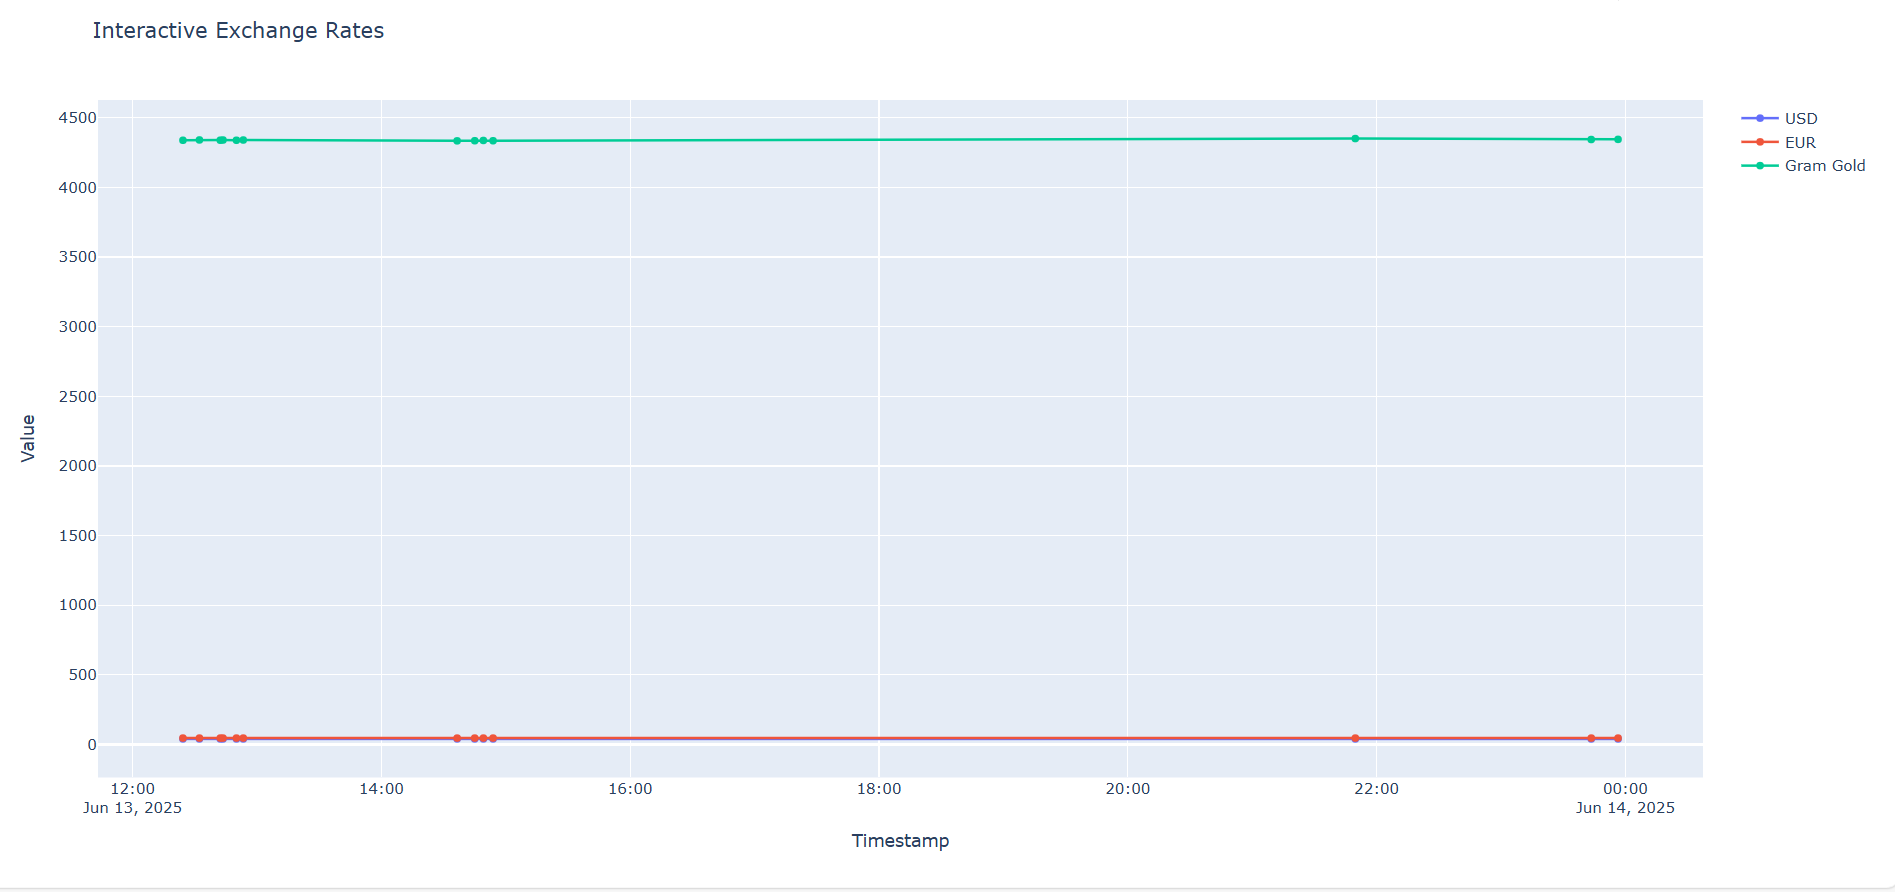 Interactive Exchange Rates
USD
EUR
Gram Gold
4500
4000
3500
3000
2500
2000
1500
1000
500
0
Value
12:00 14:00 16:00 18:00 20:00 22:00 00:00
Jun 13, 2025 Jun 14, 2025
Timestamp